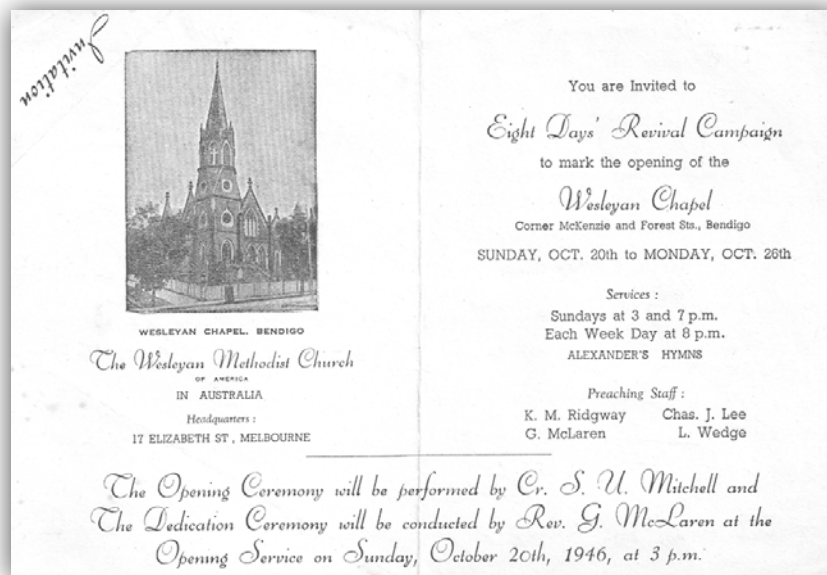 Invitation
WESLEYAN CHAPEL, BENDIGO
The Wesleyan Methodist Church
OF AMERICA
IN AUSTRALIA
Headquarters :
17 ELIZABETH ST, MELBOURNE
You are Invited to
Eight Days' Revival Campaign
to mark the opening of the
Wesleyan Chapel
Corner McKenzie and Forest Sts., Bendigo
SUNDAY, OCT. 20th to MONDAY, OCT. 26th
Services :
Sundays at 3 and 7 p.m.
Each Week Day at 8 p.m.
ALEXANDER'S HYMNS
Preaching Staff :
K. M. Ridgway Chas. J. Lee
G. McLaren L. Wedge
The Opening Ceremony will be performed by Cr. S. U. Mitchell and
The Dedication Ceremony will be conducted by Rev. G. McLaren at the
Opening Service on Sunday, October 20th, 1946, at 3 p.m.